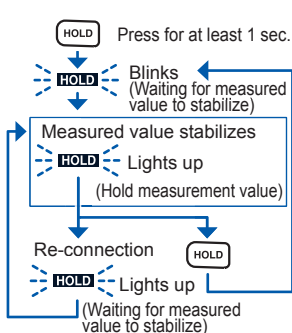 HOLD Press for at least 1 sec.
HOLD Blinks
(Waiting for measured
value to stabilize)
Measured value stabilizes
HOLD Lights up
(Hold measurement value)
Re-connection
HOLD
HOLD Lights up
(Waiting for measured
value to stabilize)